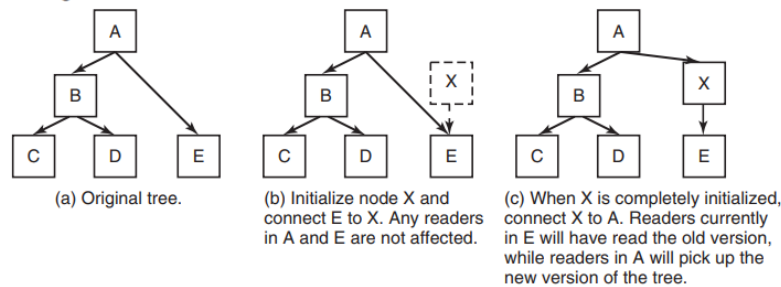 A
B
C
D
E
(a) Original tree.
A
B
X
C
D
E
(b) Initialize node X and
connect E to X. Any readers
in A and E are not affected.
A
B
X
C
D
E
(c) When X is completely initialized,
connect X to A. Readers currently
in E will have read the old version,
while readers in A will pick up the
new version of the tree.